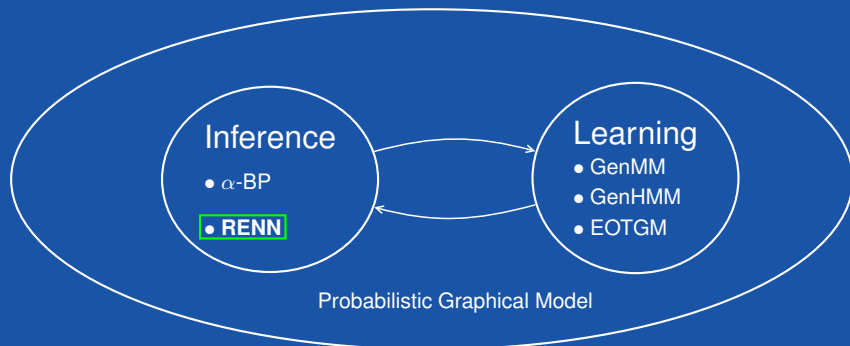 Inference
● α-BP
● RENN
Learning
● GenMM
● GenHMM
● EOTGM
Probabilistic Graphical Model